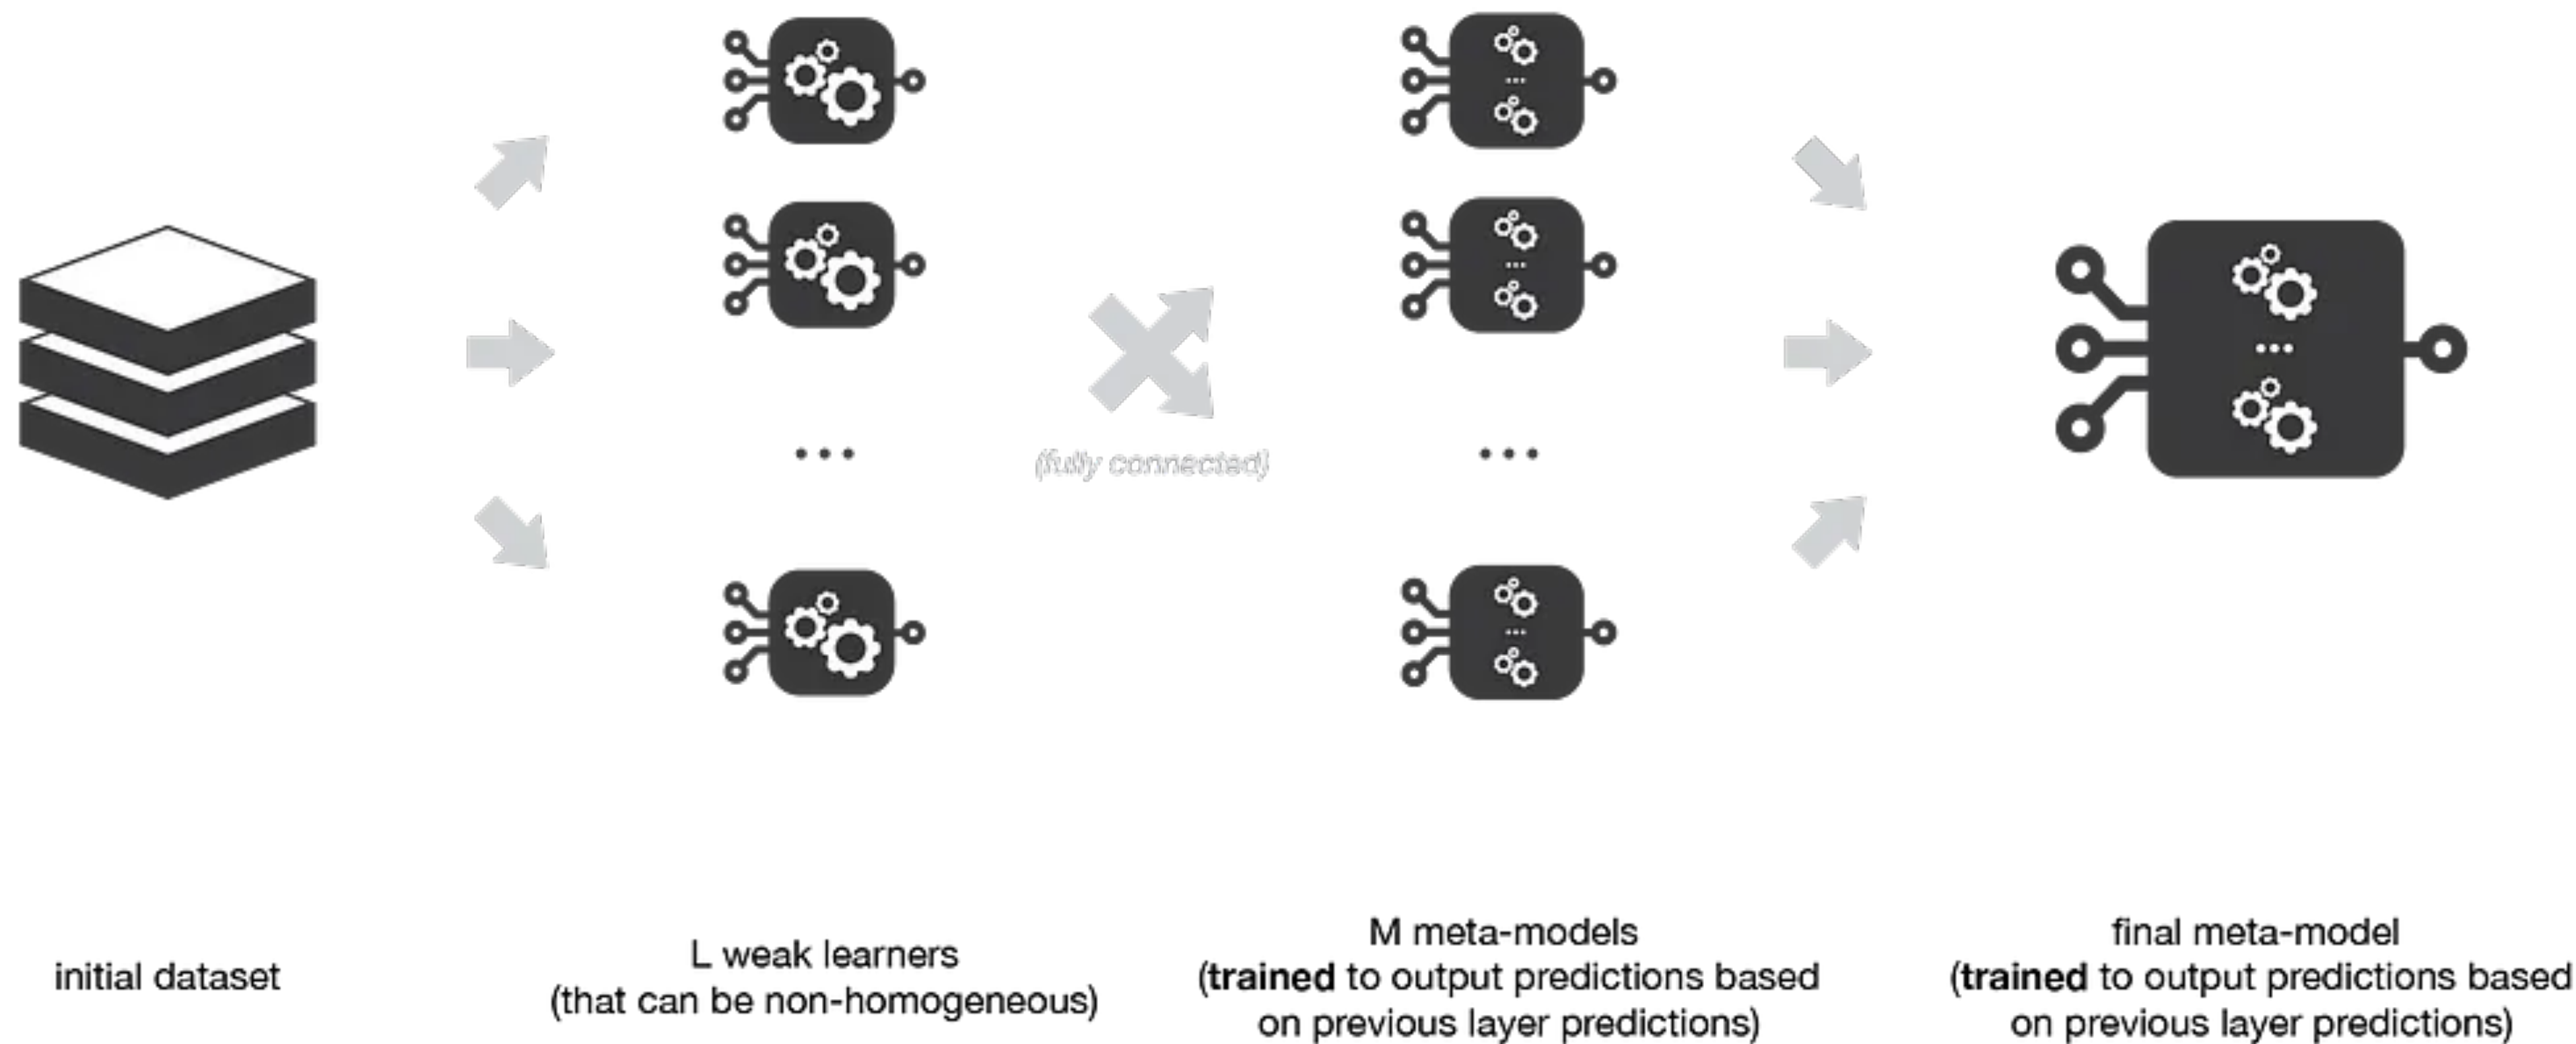 (fully connected)
initial dataset
L weak learners
(that can be non-homogeneous)
M meta-models
(trained to output predictions based
on previous layer predictions)
final meta-model
(trained to output predictions based
on previous layer predictions)